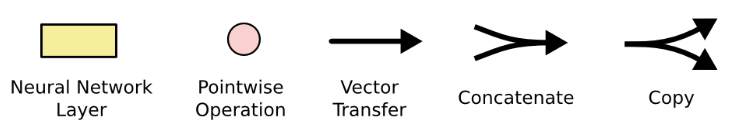 Neural Network
Layer
Pointwise
Operation
Vector
Transfer
Concatenate
Copy